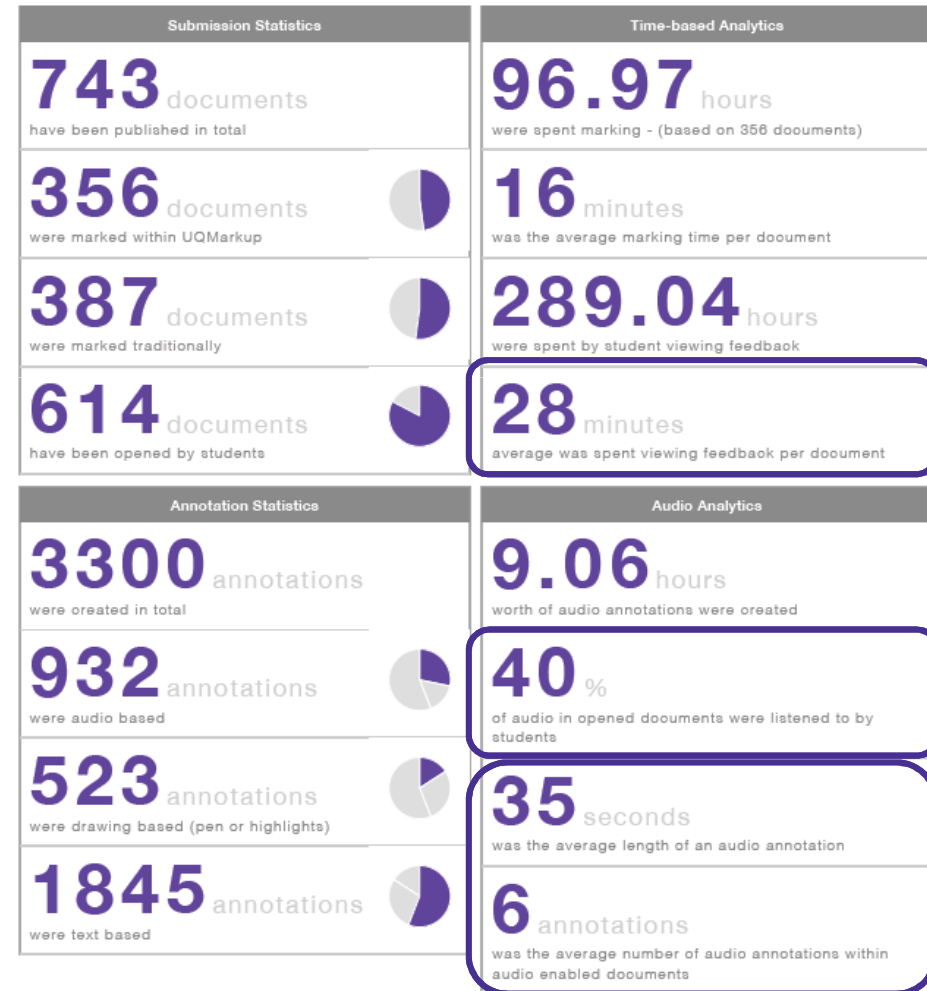 Submission Statistics
743 documents
have been published in total
356 documents
were marked within UQMarkup
387 documents
were marked traditionally
614 documents
have been opened by students
Time-based Analytics
96.97 hours
were spent marking - (based on 356 documents)
16 minutes
was the average marking time per document
289.04 hours
were spent by student viewing feedback
28 minutes
average was spent viewing feedback per document
Annotation Statistics
3300 annotations
were created in total
932 annotations
were audio based
523 annotations
were drawing based (pen or highlights)
1845 annotations
were text based
Audio Analytics
9.06 hours
worth of audio annotations were created
40 %
of audio in opened documents were listened to by
students
35 seconds
was the average length of an audio annotation
6 annotations
was the average number of audio annotations within
audio enabled documents